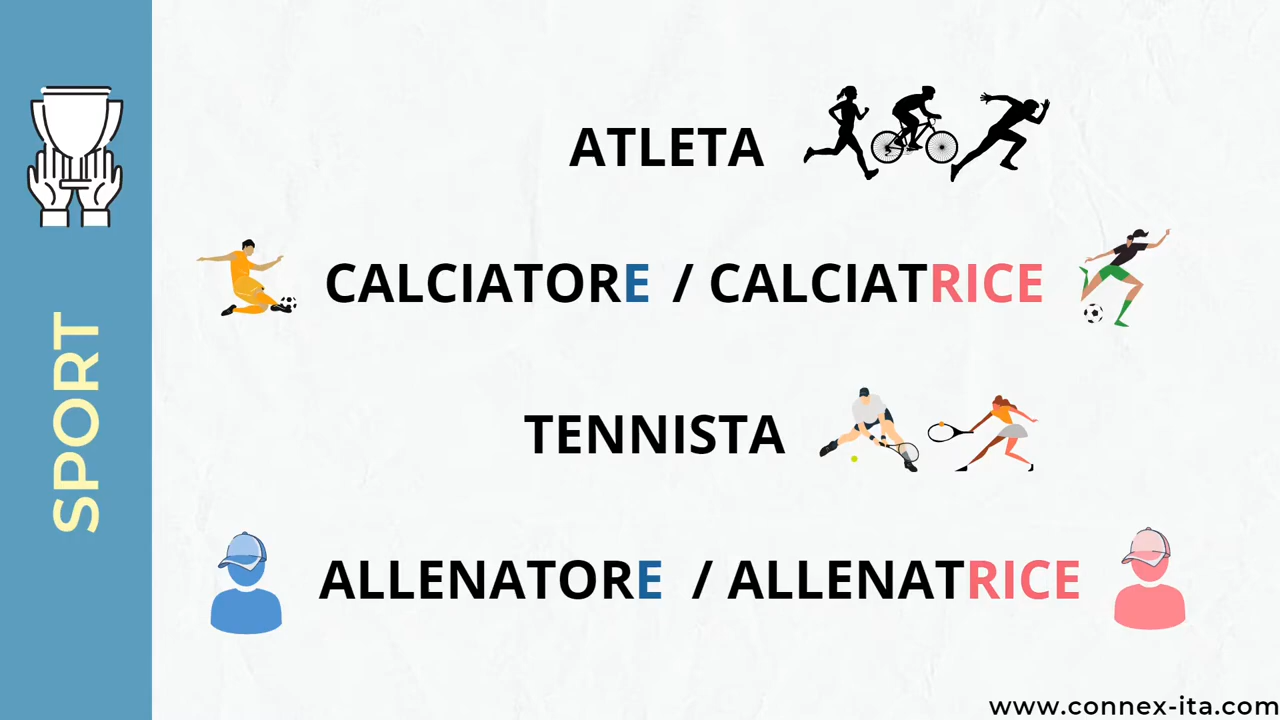 SPORT
ATLETA
CALCIATORE / CALCIATRICE
TENNISTA
ALLENATORE / ALLENATRICE
www.connex-ita.com